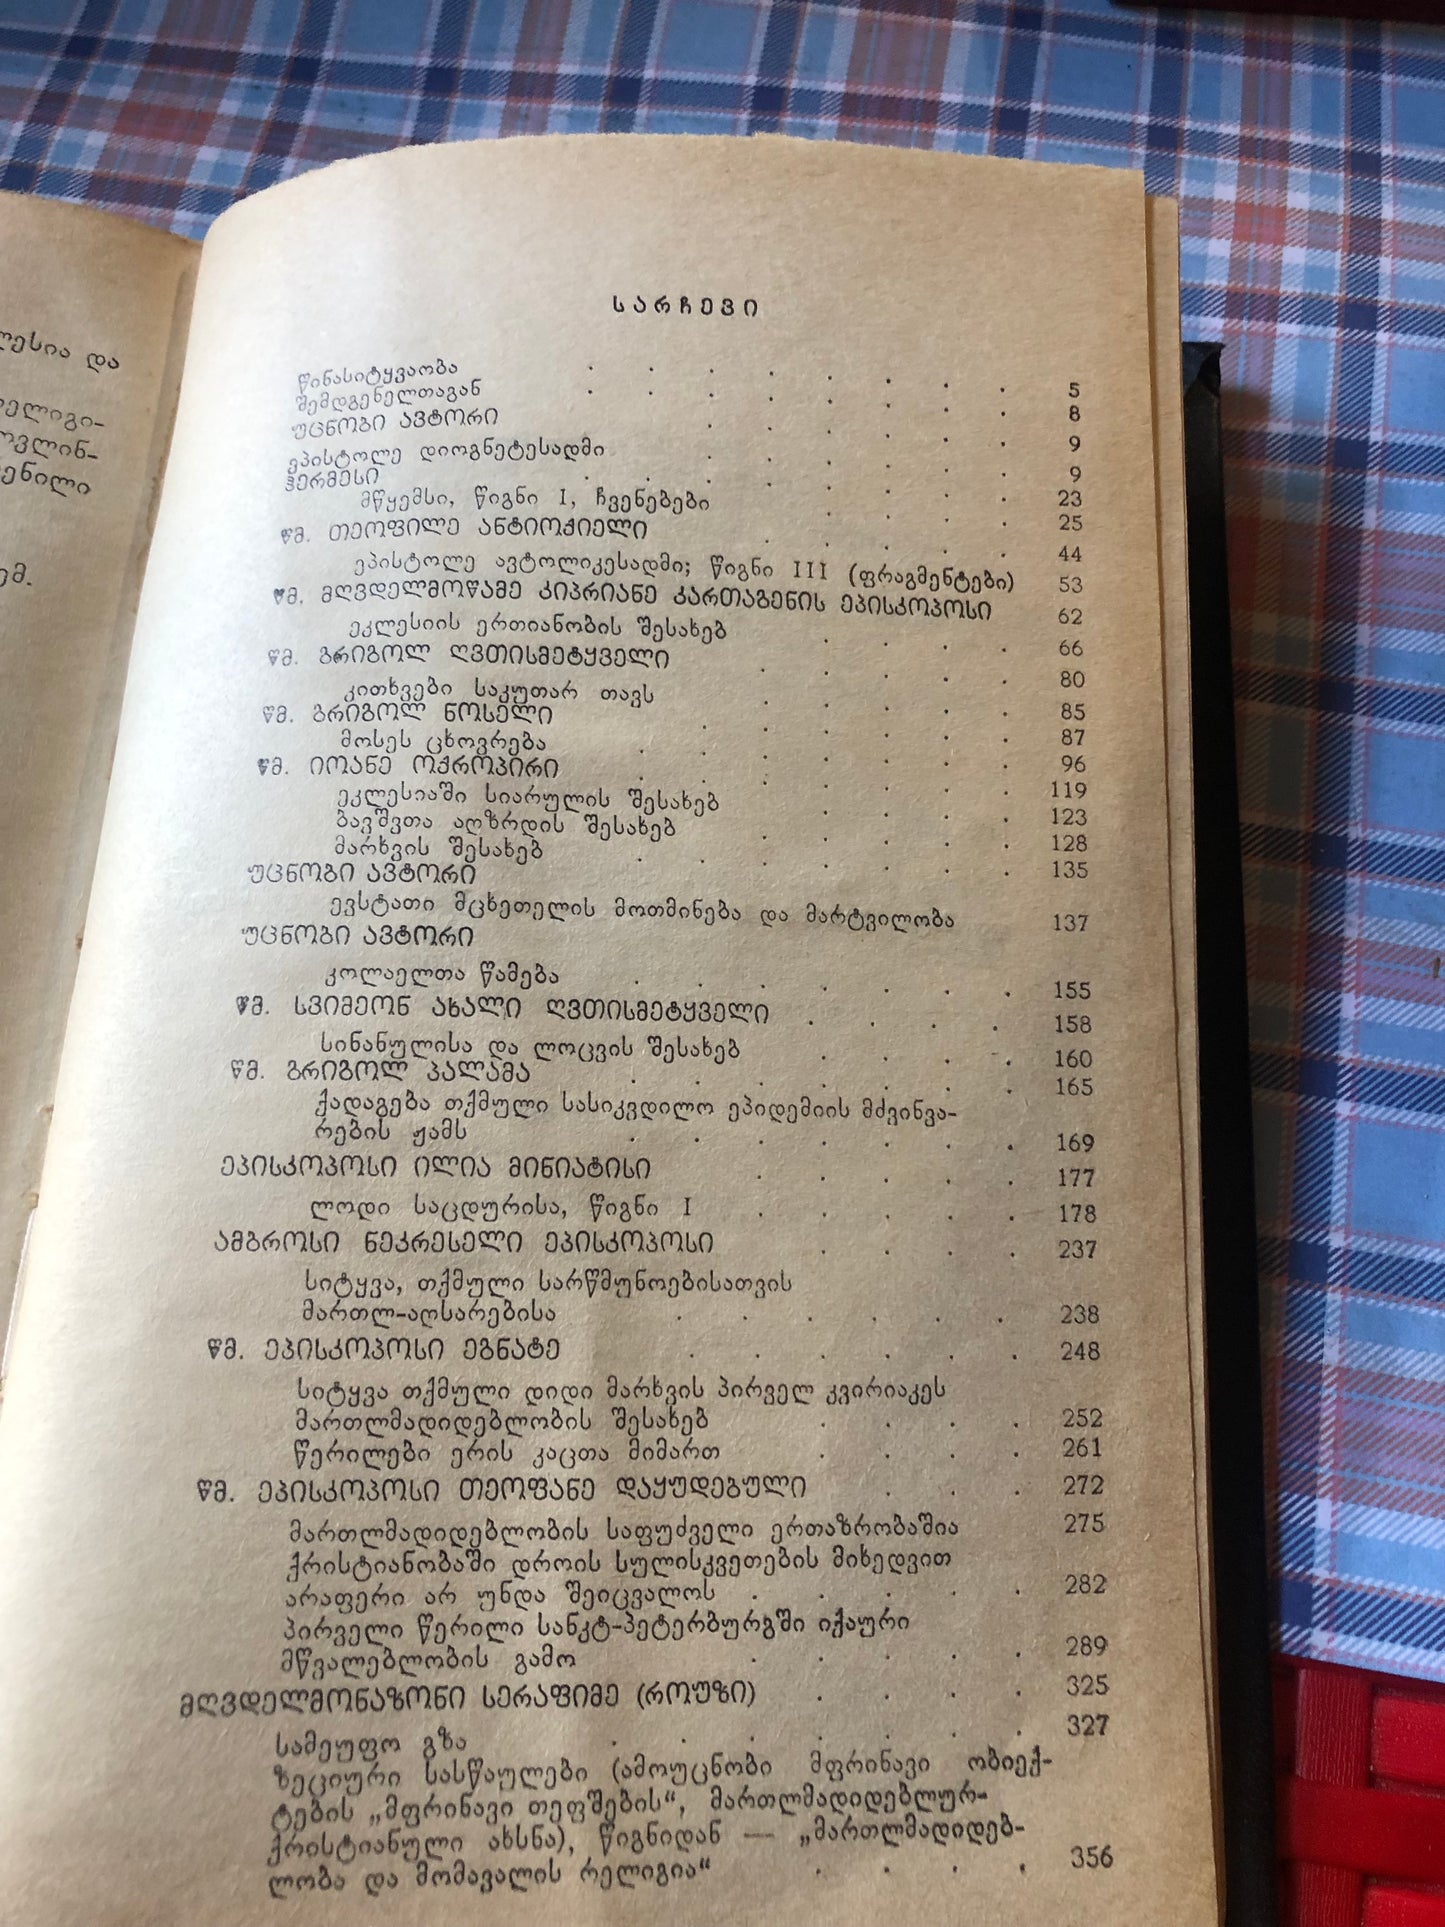 ლესია და
ელიგი-
ოვლინ-
ენილი
ემ.
სარჩევი
წინასიტყვაობა . . . . . . . . 5
შემდგენელთაგან . . . . . . . . 8
უცნობი ავტორი . . . . . . 9
ეპისტოლე დიოგნეტესადმი . . . . . . 9
ჰერმესი . . . . . . . . 23
მწყემსი, წიგნი I, ჩვენებები . . . . 25
წმ. თეოფილე ანტიოქიელი . . . . . 44
ეპისტოლე ავტოლიკესადმი; წიგნი III (ფრაგმენტები) 53
წმ. მღვდელმოწამე კიპრიანე კართაგენის ეპისკოპოსი 62
ეკლესიის ერთიანობის შესახებ . . . . 66
წმ. გრიგოლ ღვთისმეტყველი . . . . . 80
კითხვები საკუთარ თავს . . . . . 85
წმ. გრიგოლ ნოსელი . . . . . . 87
მოსეს ცხოვრება . . . . . . . 96
წმ. იოანე ოქროპირი . . . . . . . 119
ეკლესიაში სიარულის შესახებ . . . . 123
ბავშვთა აღზრდის შესახებ . . . . . 128
მარხვის შესახებ . . . . . . . 135
უცნობი ავტორი
ევსტათი მცხეთელის მოთმინება და მარტვილობა 137
უცნობი ავტორი
კოლაელთა წამება . . . . . . . 155
წმ. სვიმეონ ახალი ღვთისმეტყველი . . . . 158
სინანულისა და ლოცვის შესახებ . . . . 160
წმ. გრიგოლ პალამა . . . . . . . 165
ქადაგება თქმული სასიკვდილო ეპიდემიის მძვინვა-
რების ჟამს . . . . . . . 169
ეპისკოპოსი ილია მინიატისი . . . . . 177
ლოდი საცდურისა, წიგნი I . . . . . 178
ამბროსი ნეკრესელი ეპისკოპოსი . . . . 237
სიტყვა, თქმული სარწმუნოებისათვის
მართლ-აღსარებისა . . . . . . 238
წმ. ეპისკოპოსი ეგნატე . . . . . . 248
სიტყვა თქმული დიდი მარხვის პირველ კვირიაკეს
მართლმადიდებლობის შესახებ . . . . 252
წერილები ერის კაცთა მიმართ . . . . 261
წმ. ეპისკოპოსი თეოფანე დაყუდებული . . . 272
მართლმადიდებლობის საფუძველი ერთაზრობაშია 275
ქრისტიანობაში დროის სულისკვეთების მიხედვით
არაფერი არ უნდა შეიცვალოს . . . . . 282
პირველი წერილი სანკტ-პეტერბურგში იქაური
მწვალებლობის გამო . . . . . 289
მღვდელმონაზონი სერაფიმე (როუზი) . . . . 325
სამეუფო გზა . . . . . . . 327
ზეციური სასწაულები (ამოუცნობი მფრინავი ობიექ-
ტების „მფრინავი თეფშების“, მართლმადიდებლურ-
ქრისტიანული ახსნა), წიგნიდან — „მართლმადიდებ-
ლობა და მომავალის რელიგია“ . . . . 356